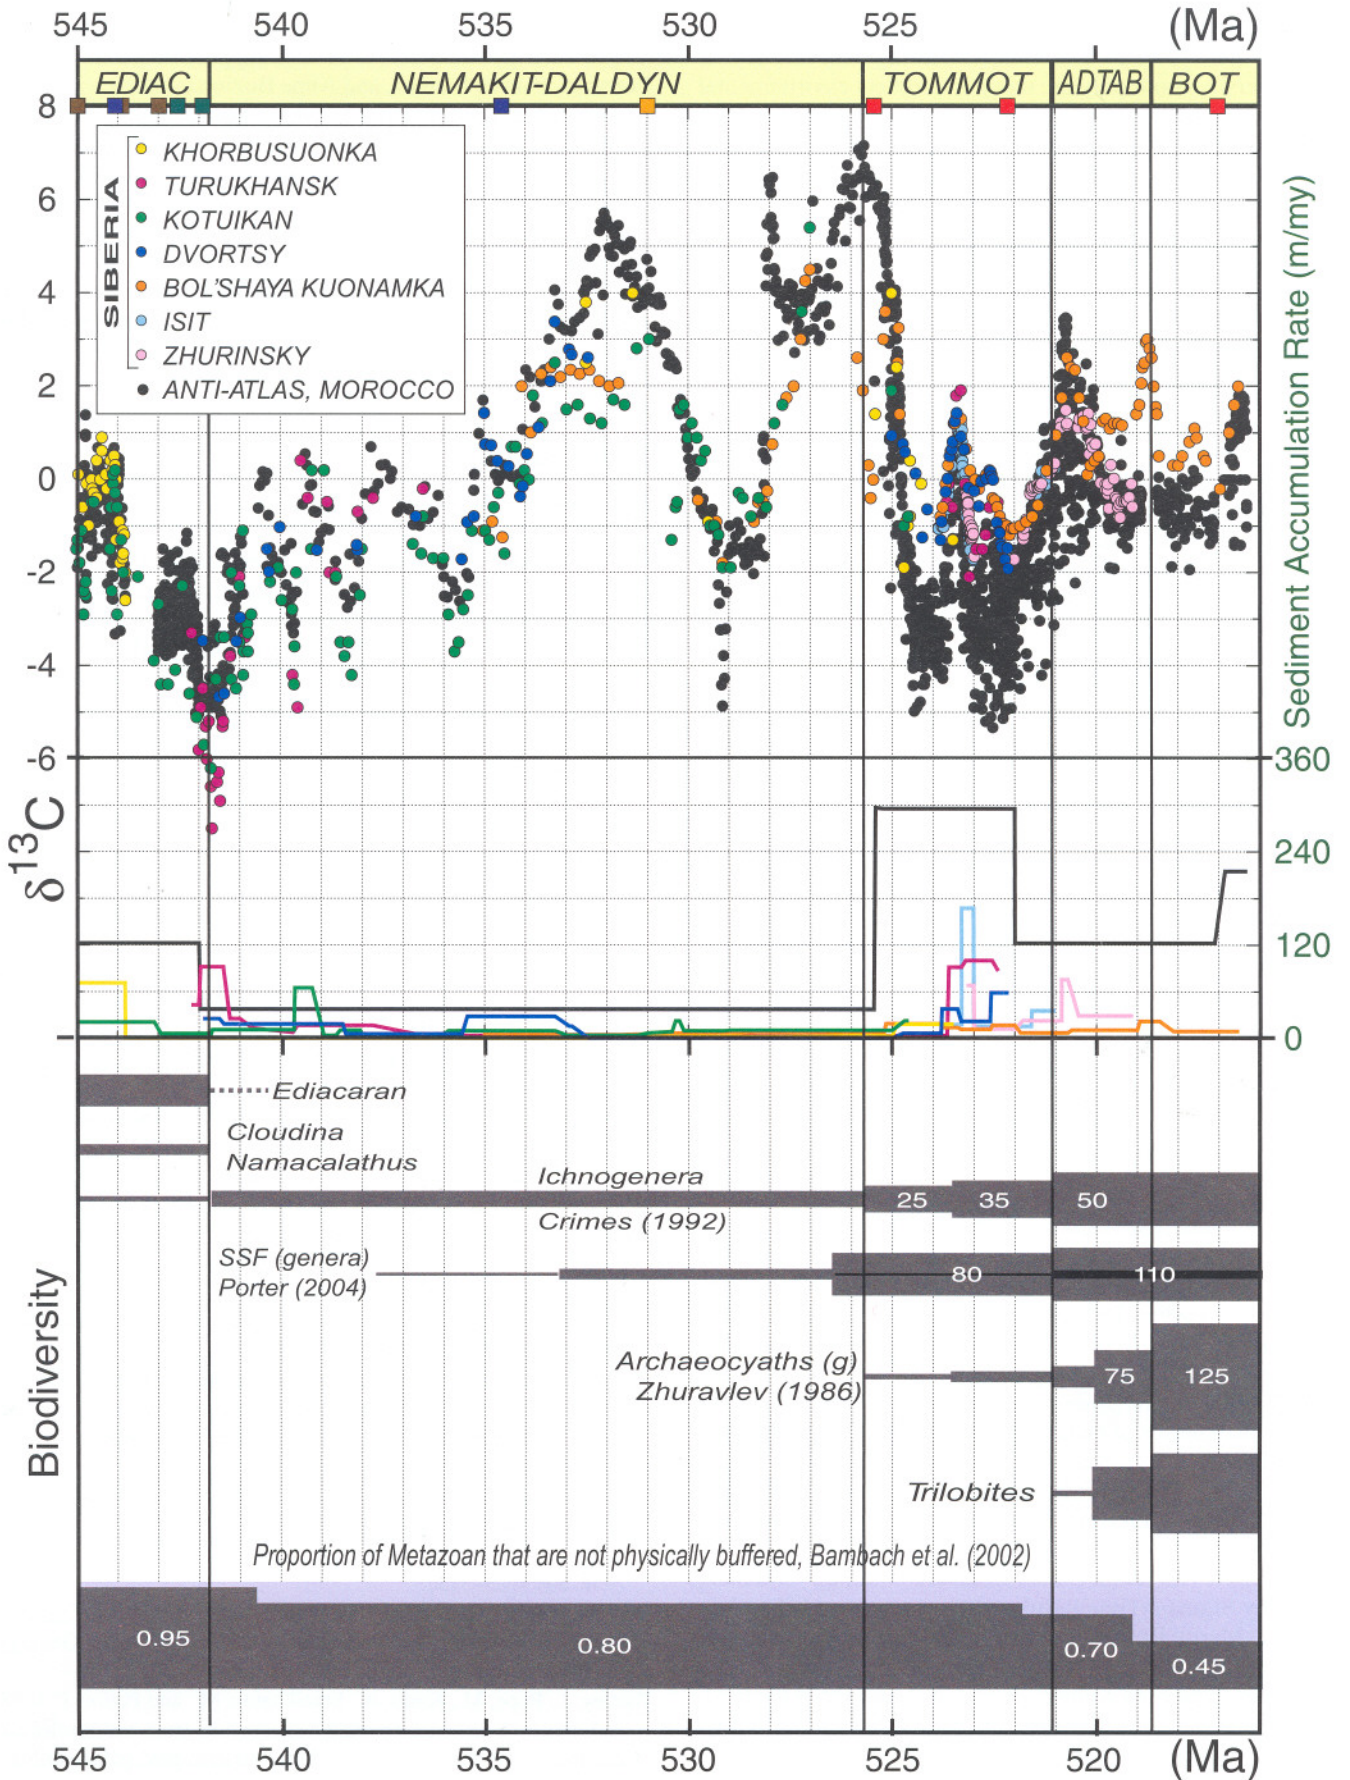 545 540 535 530 525 (Ma)
EDIAC NEMAKIT-DALDYN TOMMOT ADTAB BOT
8
6
4
2
0
-2
-4
-6
δ13C
SIBERIA
KHORBUSUONKA
TURUKHANSK
KOTUIKAN
DVORTSY
BOL'SHAYA KUONAMKA
ISIT
ZHURINSKY
ANTI-ATLAS, MOROCCO
Sediment Accumulation Rate (m/my)
360
240
120
0
Biodiversity
Ediacaran
Cloudina
Namacalathus
Ichnogenera
25 35 50
Crimes (1992)
SSF (genera)
80 110
Porter (2004)
Archaeocyaths (g)
75 125
Zhuravlev (1986)
Trilobites
Proportion of Metazoan that are not physically buffered, Bambach et al. (2002)
0.95 0.80 0.70 0.45
545 540 535 530 525 520 (Ma)